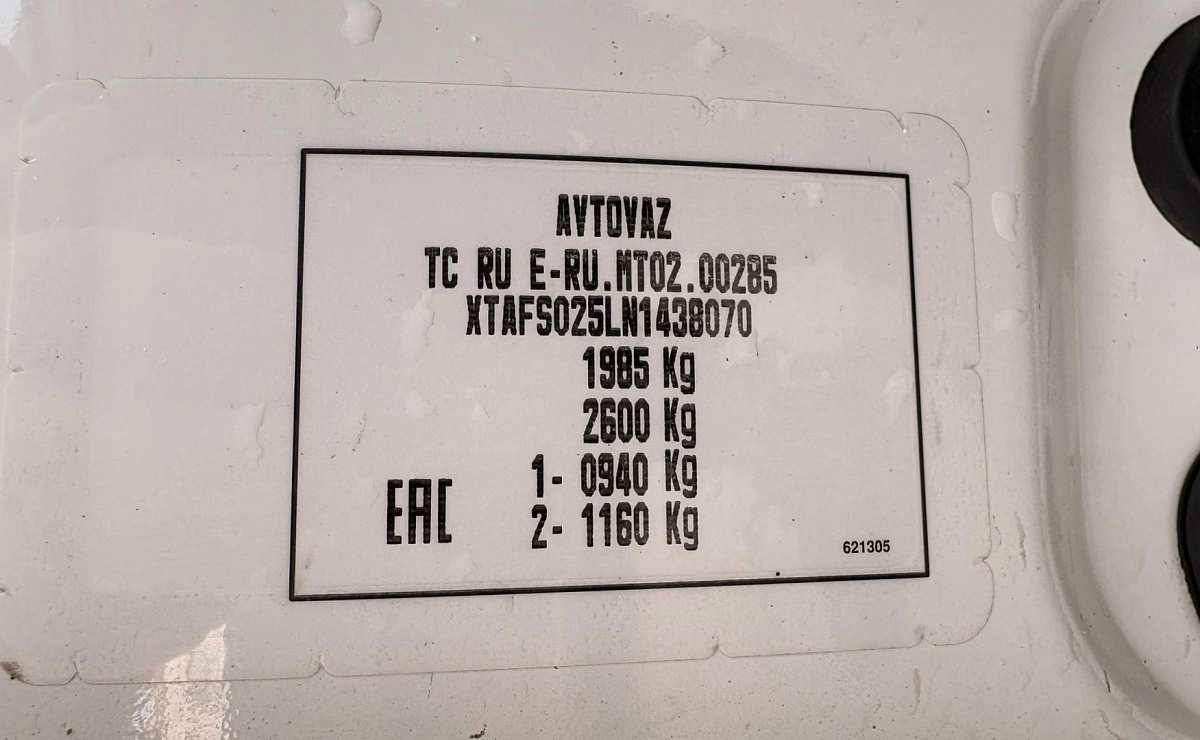 AVTOVAZ
TC RU E-RU.MT02.00285
XTAFS025LN1438070
1985 Kg
2600 Kg
1- 0940 Kg
2- 1160 Kg
EAC
621305